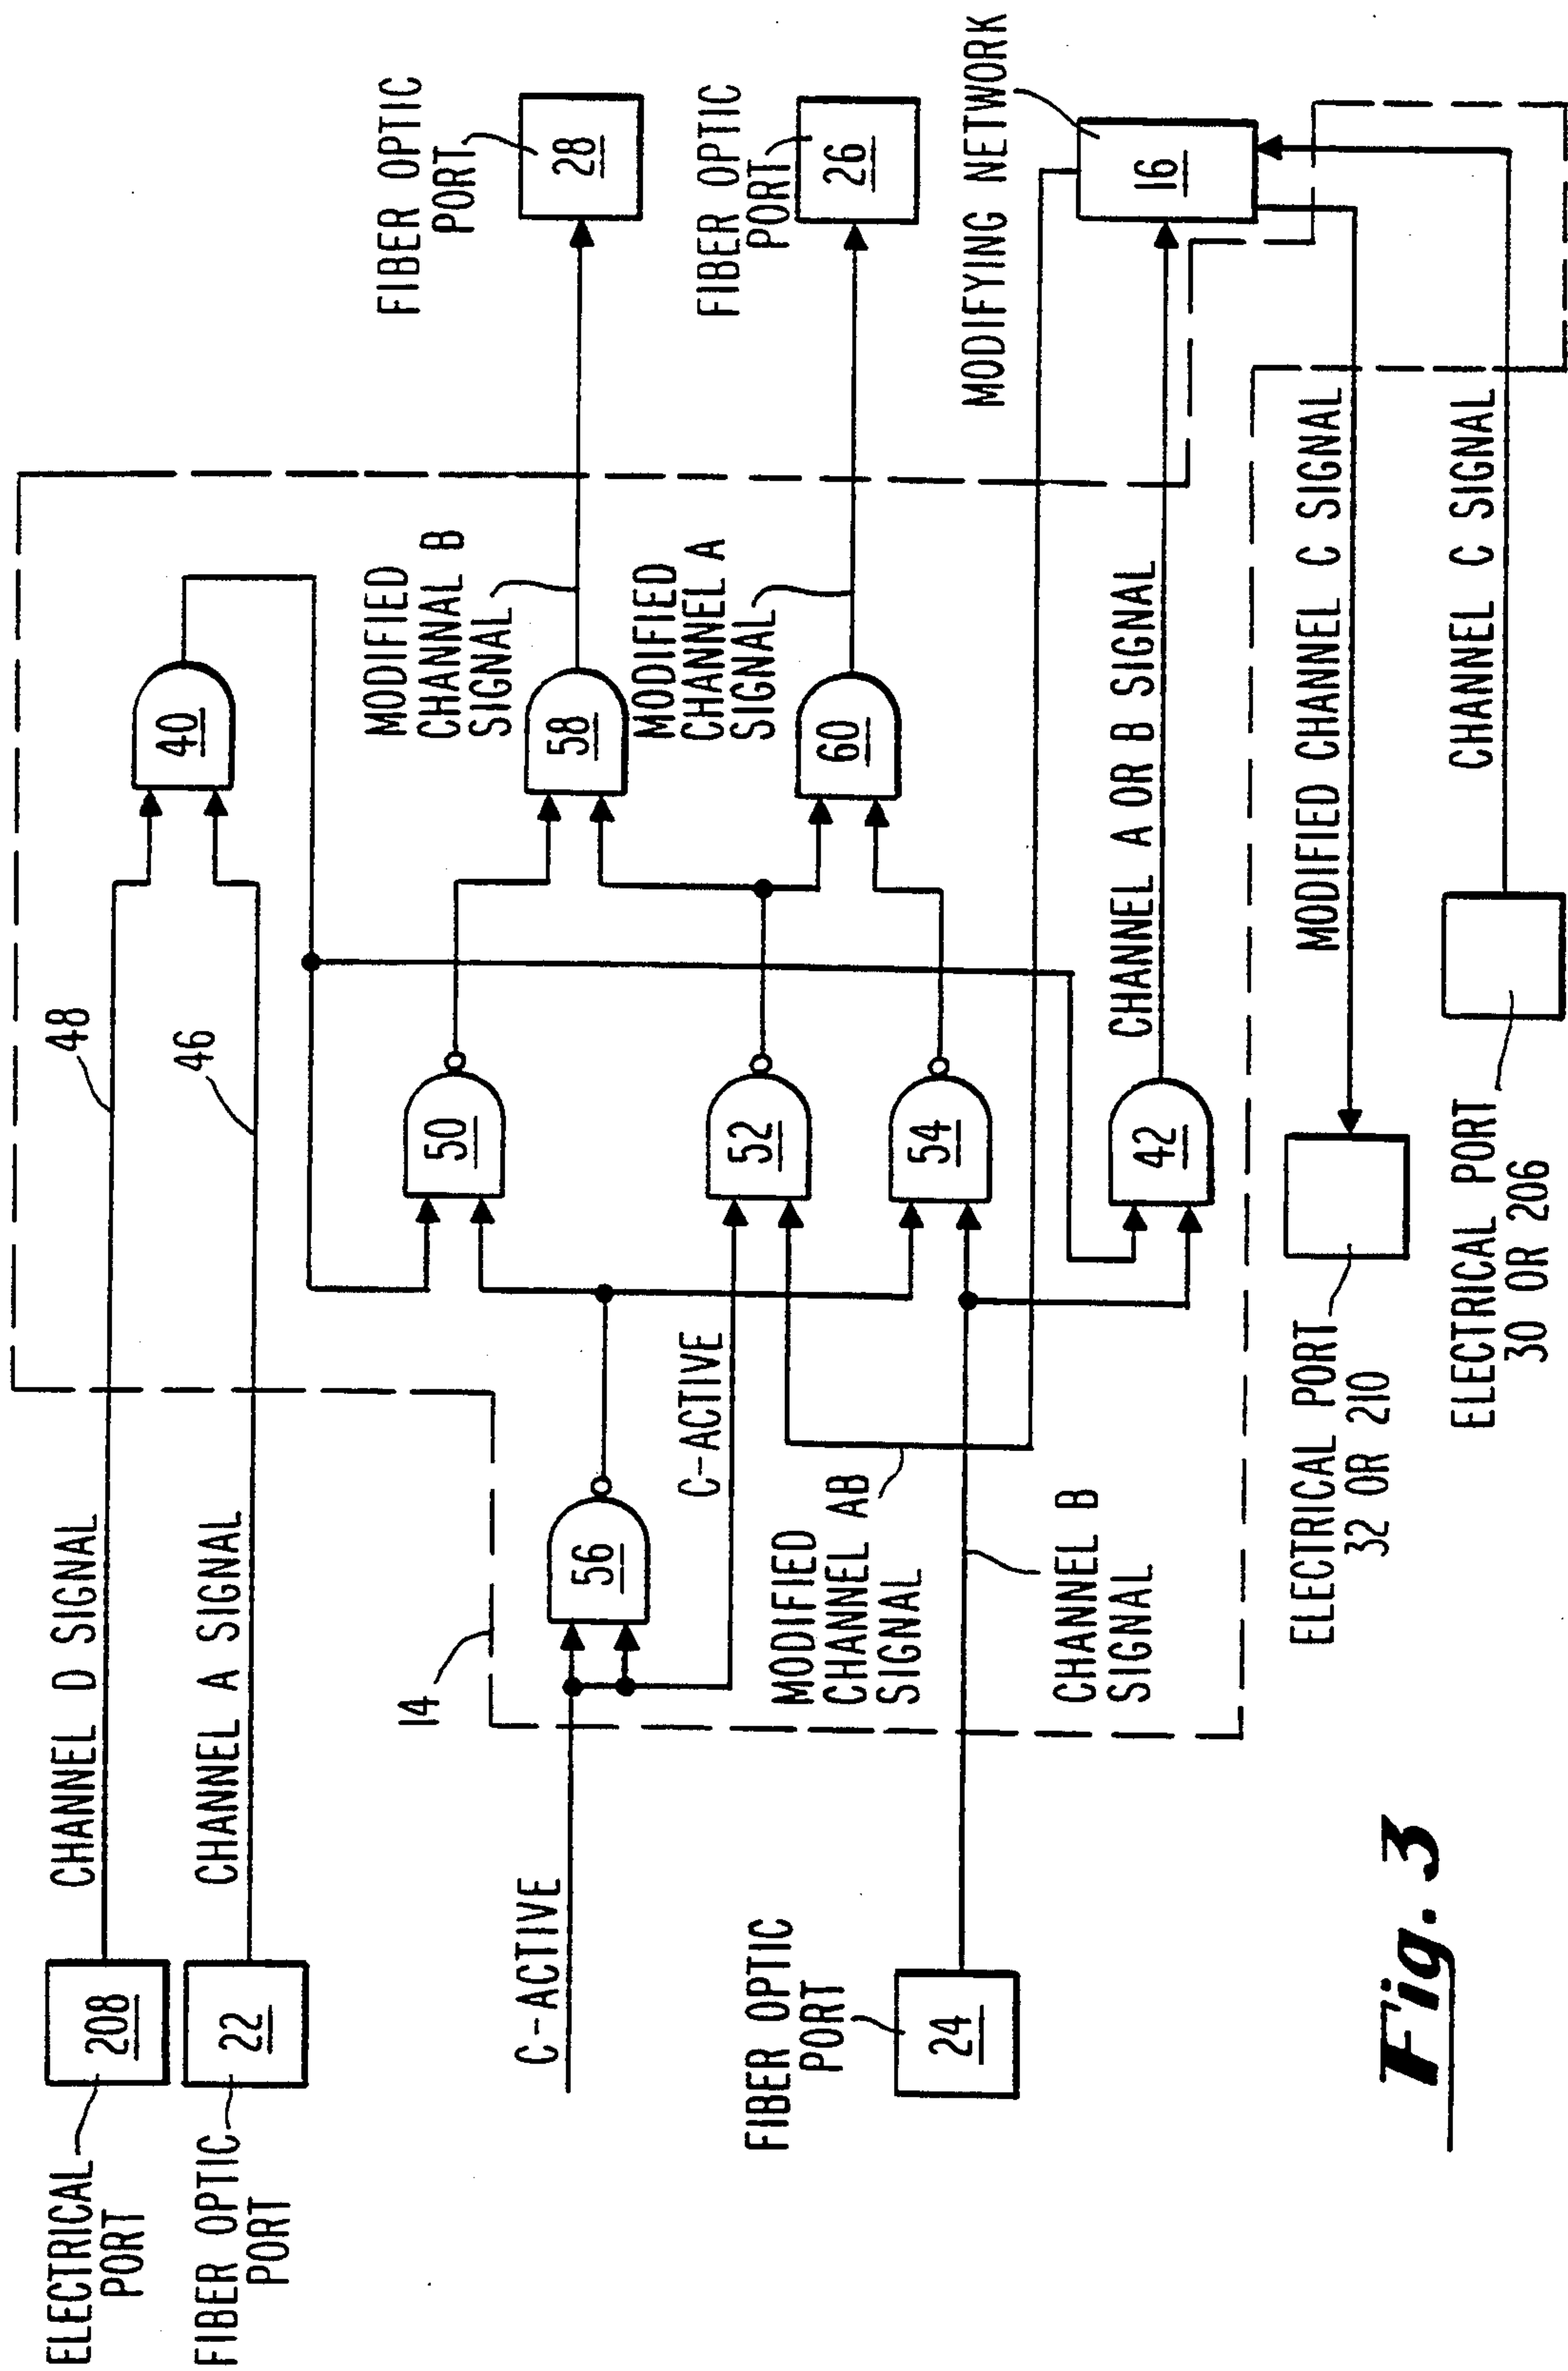 ELECTRICAL
PORT
208
CHANNEL D SIGNAL
48
FIBER OPTIC
PORT
22
CHANNEL A SIGNAL
46
40
14
C-ACTIVE
56
50
MODIFIED
CHANNAL B
SIGNAL
58
FIBER OPTIC
PORT
28
C-ACTIVE
52
MODIFIED
CHANNEL A
SIGNAL
60
FIBER OPTIC
PORT
26
FIBER OPTIC
PORT
24
MODIFIED
CHANNEL AB
SIGNAL
54
CHANNEL B
SIGNAL
42
CHANNEL A OR B SIGNAL
MODIFYING NETWORK
16
ELECTRICAL PORT
32 OR 210
MODIFIED CHANNEL C SIGNAL
ELECTRICAL PORT
30 OR 206
CHANNEL C SIGNAL
Fig. 3